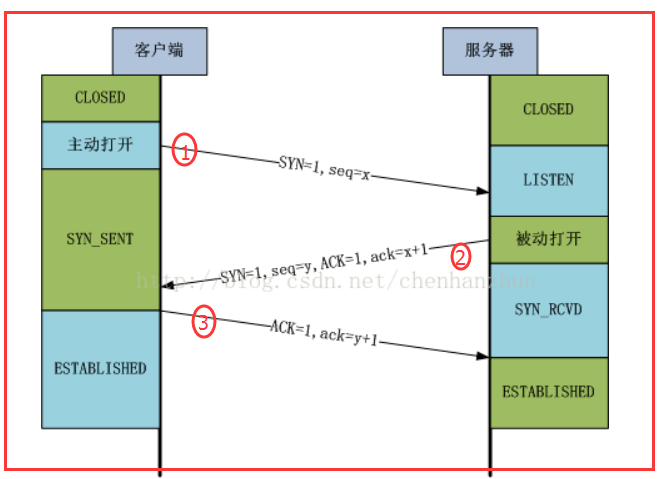 客户端
服务器
CLOSED
CLOSED
主动打开
①
SYN=1,seq=x
LISTEN
SYN_SENT
被动打开
②
SYN=1,seq=y,ACK=1,ack=x+1
http://blog.csdn.net/chenhanzhun
SYN_RCVD
③
ACK=1,ack=y+1
ESTABLISHED
ESTABLISHED